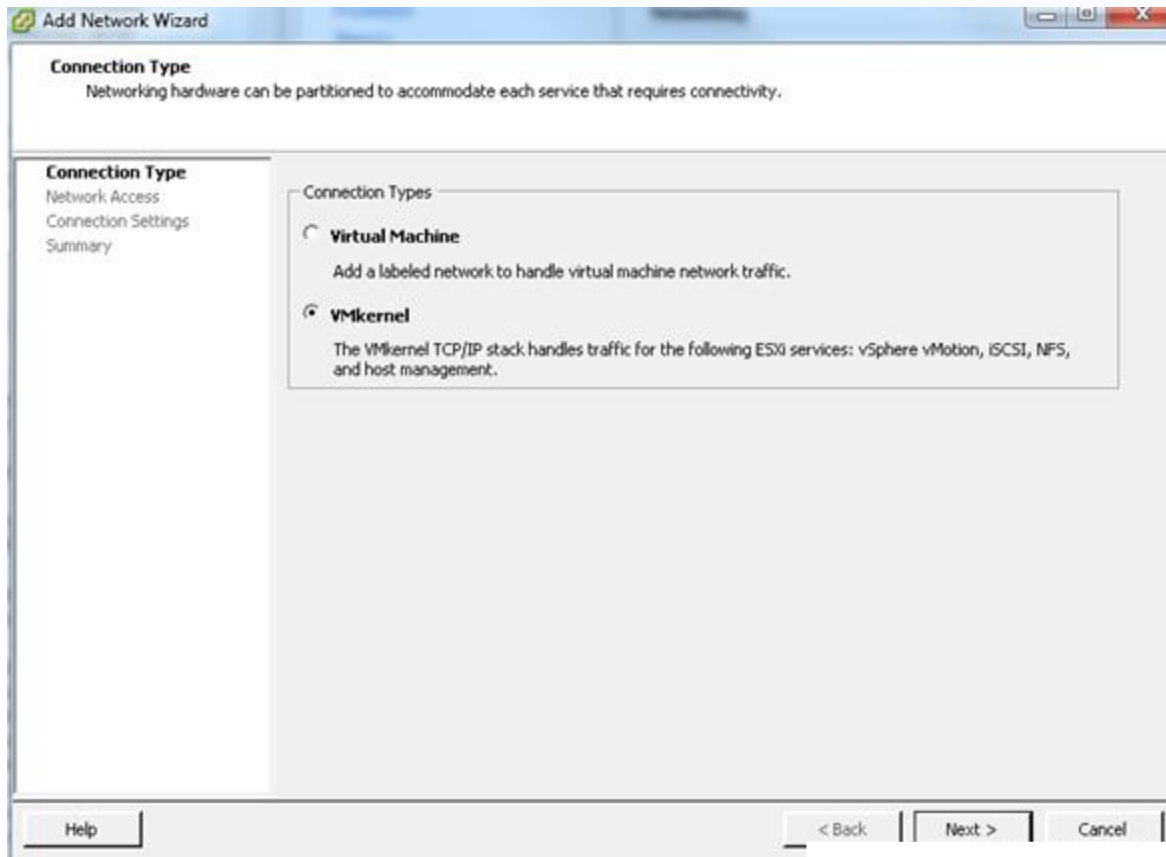 Add Network Wizard
Connection Type
Networking hardware can be partitioned to accommodate each service that requires connectivity.
Connection Type
Network Access
Connection Settings
Summary
Connection Types
Virtual Machine
Add a labeled network to handle virtual machine network traffic.
VMkernel
The VMkernel TCP/IP stack handles traffic for the following ESXi services: vSphere vMotion, iSCSI, NFS,
and host management.
Help
< Back
Next >
Cancel